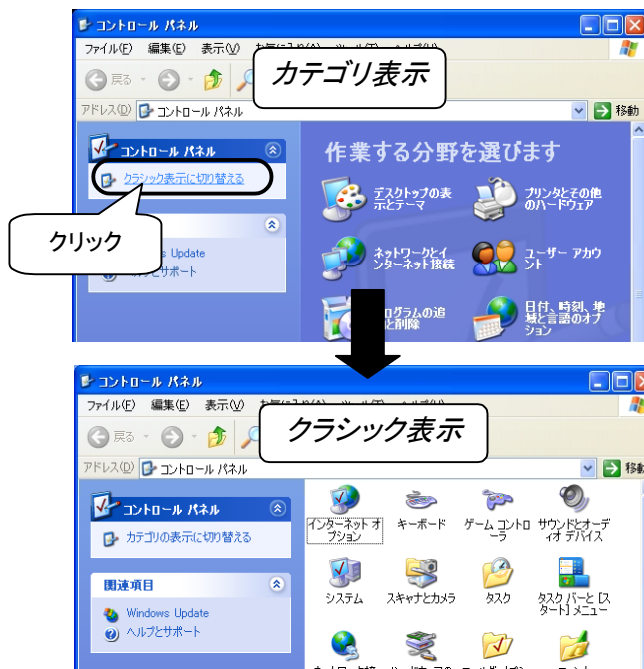 コントロール パネル
ファイル(F) 編集(E) 表示(V)
カテゴリ表示
戻る
アドレス(D) コントロール パネル 移動
コントロール パネル
クラシック表示に切り替える
クリック
作業する分野を選びます
デスクトップの表
示とテーマ
プリンタとその他
のハードウェア
Update
サポート
ネットワークとイ
ンターネット接続
ユーザー アカウ
ント
ログラムの追
と削除
日付、時刻、地
域と言語のオプ
ション
コントロール パネル
ファイル(F) 編集(E) 表示(V)
クラシック表示
戻る
アドレス(D) コントロール パネル 移動
コントロール パネル
カテゴリの表示に切り替える
関連項目
Windows Update
ヘルプとサポート
インターネット オ
プション
キーボード
ゲーム コントロ
ーラ
サウンドとオーデ
ィオ デバイス
システム
スキャナとカメラ
タスク
タスク バーと [ス
タート] メニュー